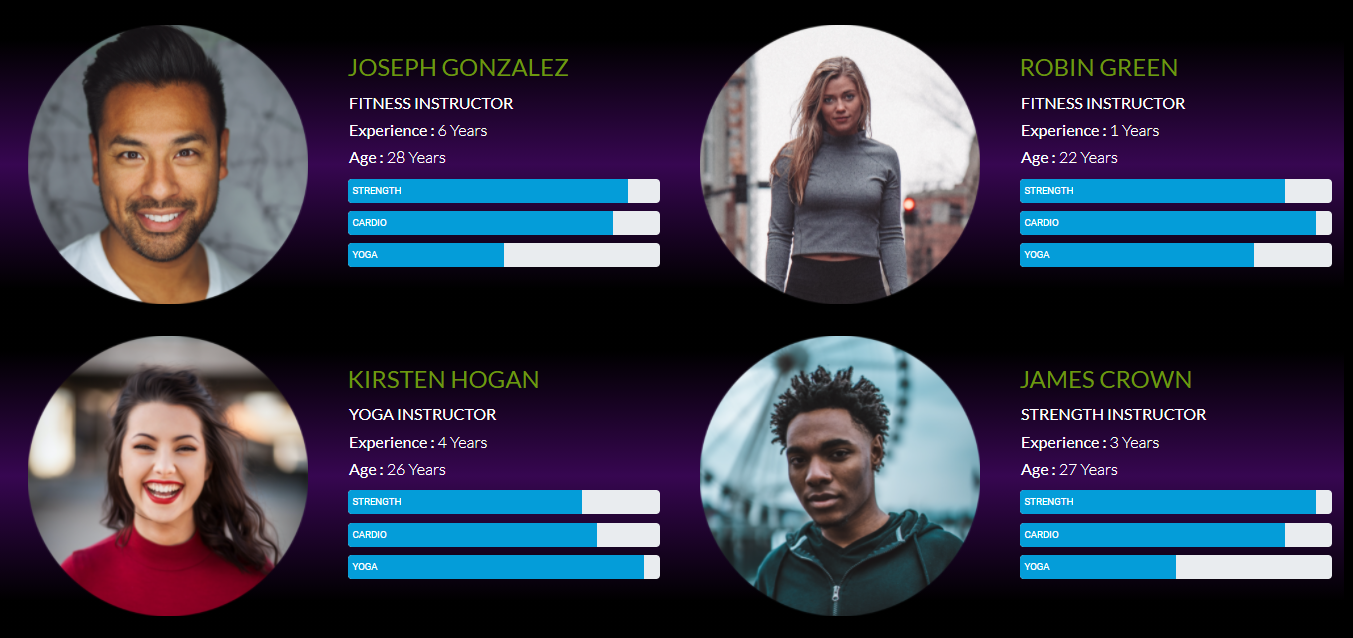 JOSEPH GONZALEZ
FITNESS INSTRUCTOR
Experience : 6 Years
Age : 28 Years
STRENGTH
CARDIO
YOGA
ROBIN GREEN
FITNESS INSTRUCTOR
Experience : 1 Years
Age : 22 Years
STRENGTH
CARDIO
YOGA
KIRSTEN HOGAN
YOGA INSTRUCTOR
Experience : 4 Years
Age : 26 Years
STRENGTH
CARDIO
YOGA
JAMES CROWN
STRENGTH INSTRUCTOR
Experience : 3 Years
Age : 27 Years
STRENGTH
CARDIO
YOGA